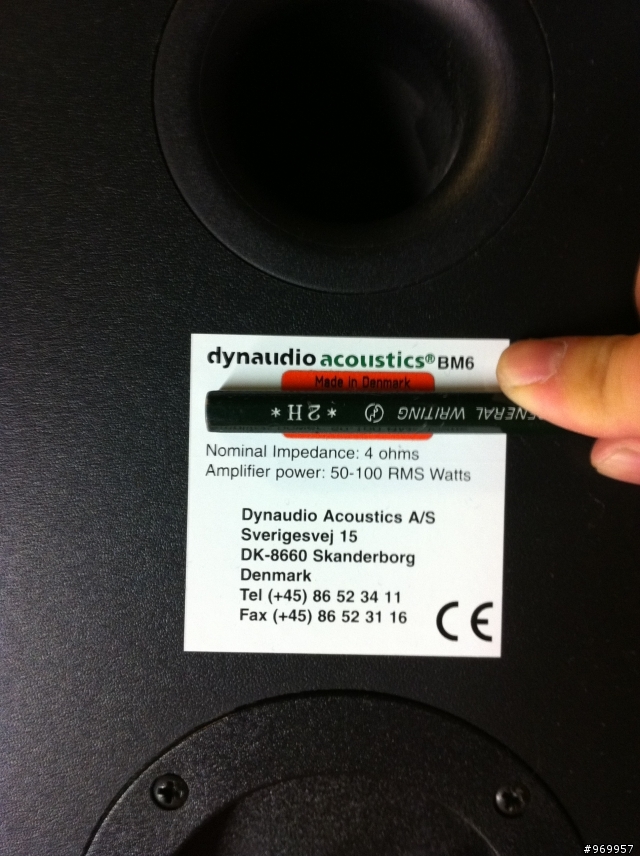 dynaudio acoustics® BM6
Made in Denmark
*H2*
GENERAL WRITING
Nominal Impedance: 4 ohms
Amplifier power: 50-100 RMS Watts
Dynaudio Acoustics A/S
Sverigesvej 15
DK-8660 Skanderborg
Denmark
Tel (+45) 86 52 34 11
Fax (+45) 86 52 31 16
CE
#969957